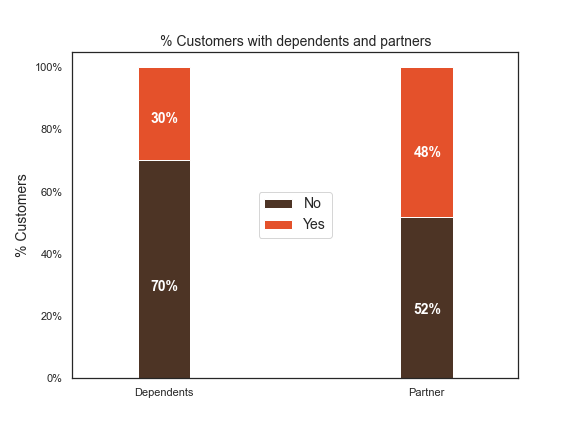 % Customers with dependents and partners
% Customers
100%
80%
60%
40%
20%
0%
30%
70%
48%
52%
No
Yes
Dependents
Partner